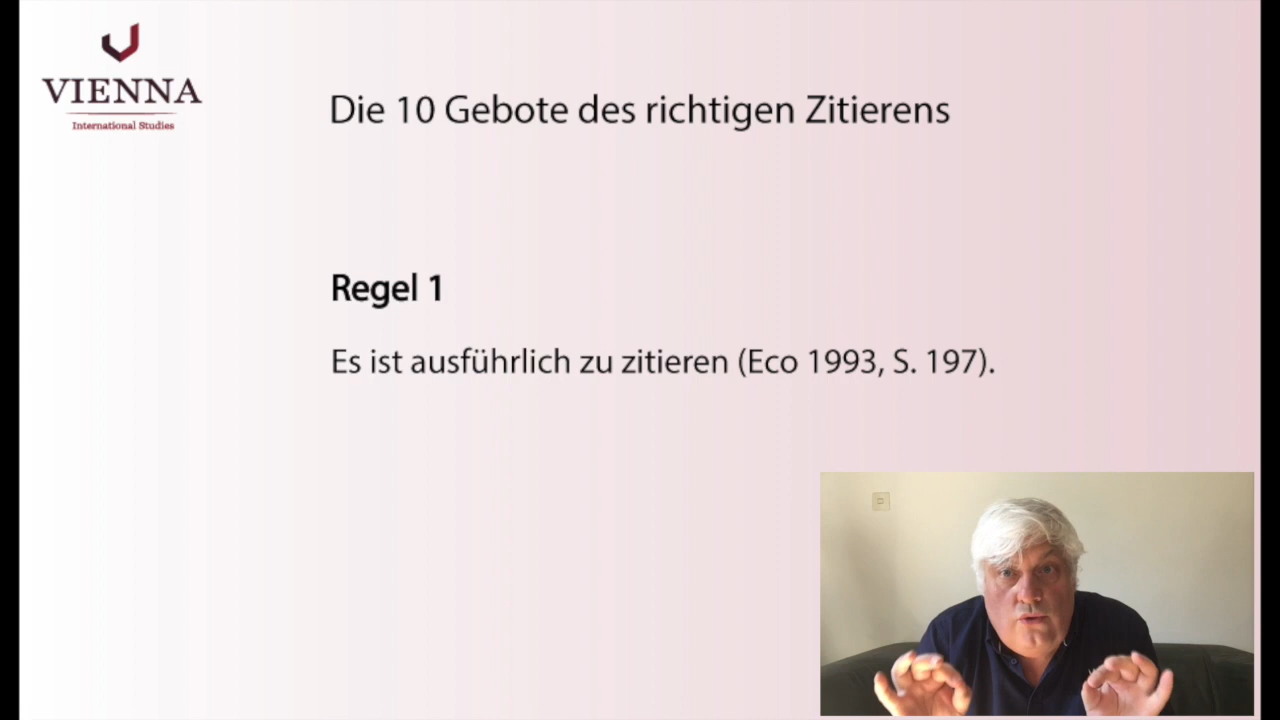 VIENNA
International Studies
Die 10 Gebote des richtigen Zitierens
Regel 1
Es ist ausführlich zu zitieren (Eco 1993, S. 197).